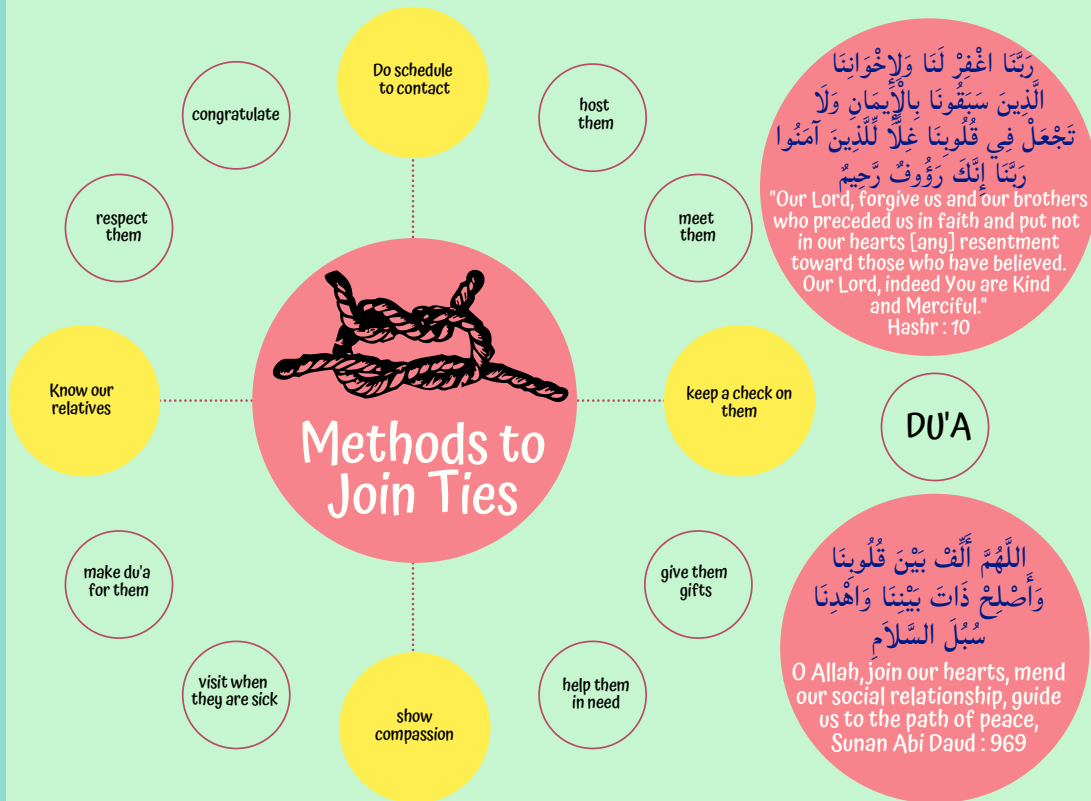 Do schedule
to contact
congratulate
host
them
respect
them
meet
them
Know our
relatives
Methods to
Join Ties
keep a check on
them
make du'a
for them
give them
gifts
visit when
they are sick
help them
in need
show
compassion
رَبَّنَا اغْفِرْ لَنَا وَلِإِخْوَانِنَا
الَّذِينَ سَبَقُونَا بِالْإِيمَانِ وَلَا
تَجْعَلْ فِي قُلُوبِنَا غِلًّا لِّلَّذِينَ آمَنُوا
رَبَّنَا إِنَّكَ رَؤُوفٌ رَّحِيمٌ
"Our Lord, forgive us and our brothers
who preceded us in faith and put not
in our hearts [any] resentment
toward those who have believed.
Our Lord, indeed You are Kind
and Merciful."
Hashr : 10
DU'A
اللَّهُمَّ أَلِّفْ بَيْنَ قُلُوبِنَا
وَأَصْلِحْ ذَاتَ بَيْنِنَا وَاهْدِنَا
سُبُلَ السَّلاَمِ
O Allah, join our hearts, mend
our social relationship, guide
us to the path of peace,
Sunan Abi Daud : 969